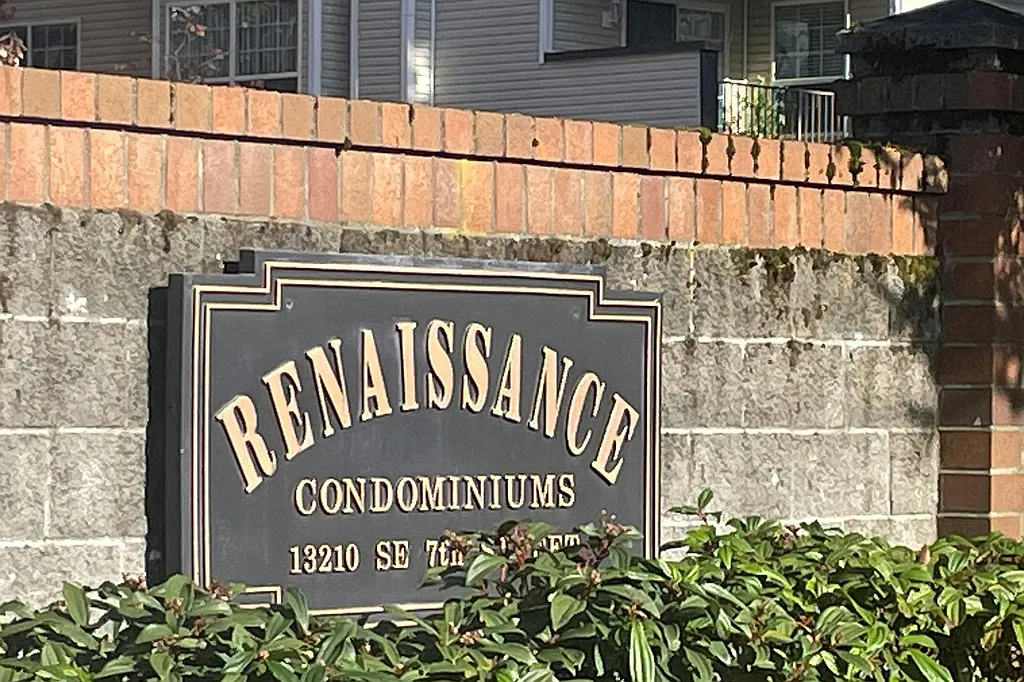 RENAISSANCE
CONDOMINIUMS
13210 SE 7th